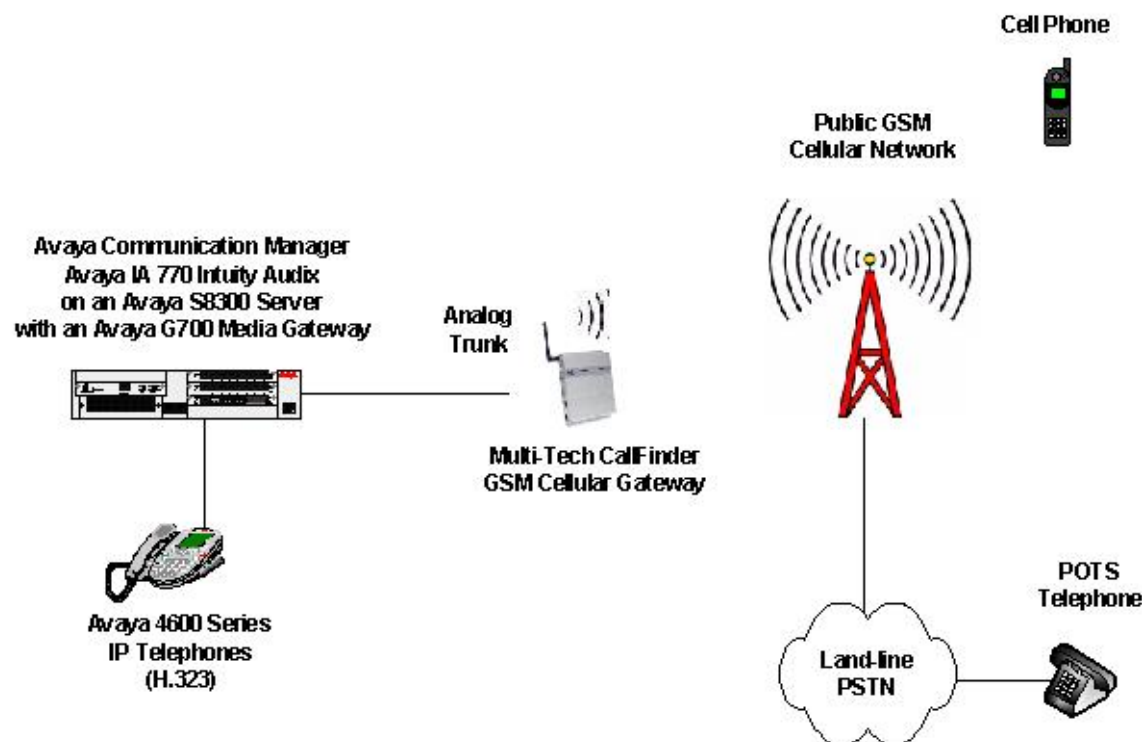 Cell Phone
Public GSM
Cellular Network
Avaya Communication Manager
Avaya IA 770 Intuity Audix
on an Avaya S8300 Server
with an Avaya G700 Media Gateway
Analog
Trunk
Multi-Tech CallFinder
GSM Cellular Gateway
Avaya 4600 Series
IP Telephones
(H.323)
Land-line
PSTN
POTS
Telephone